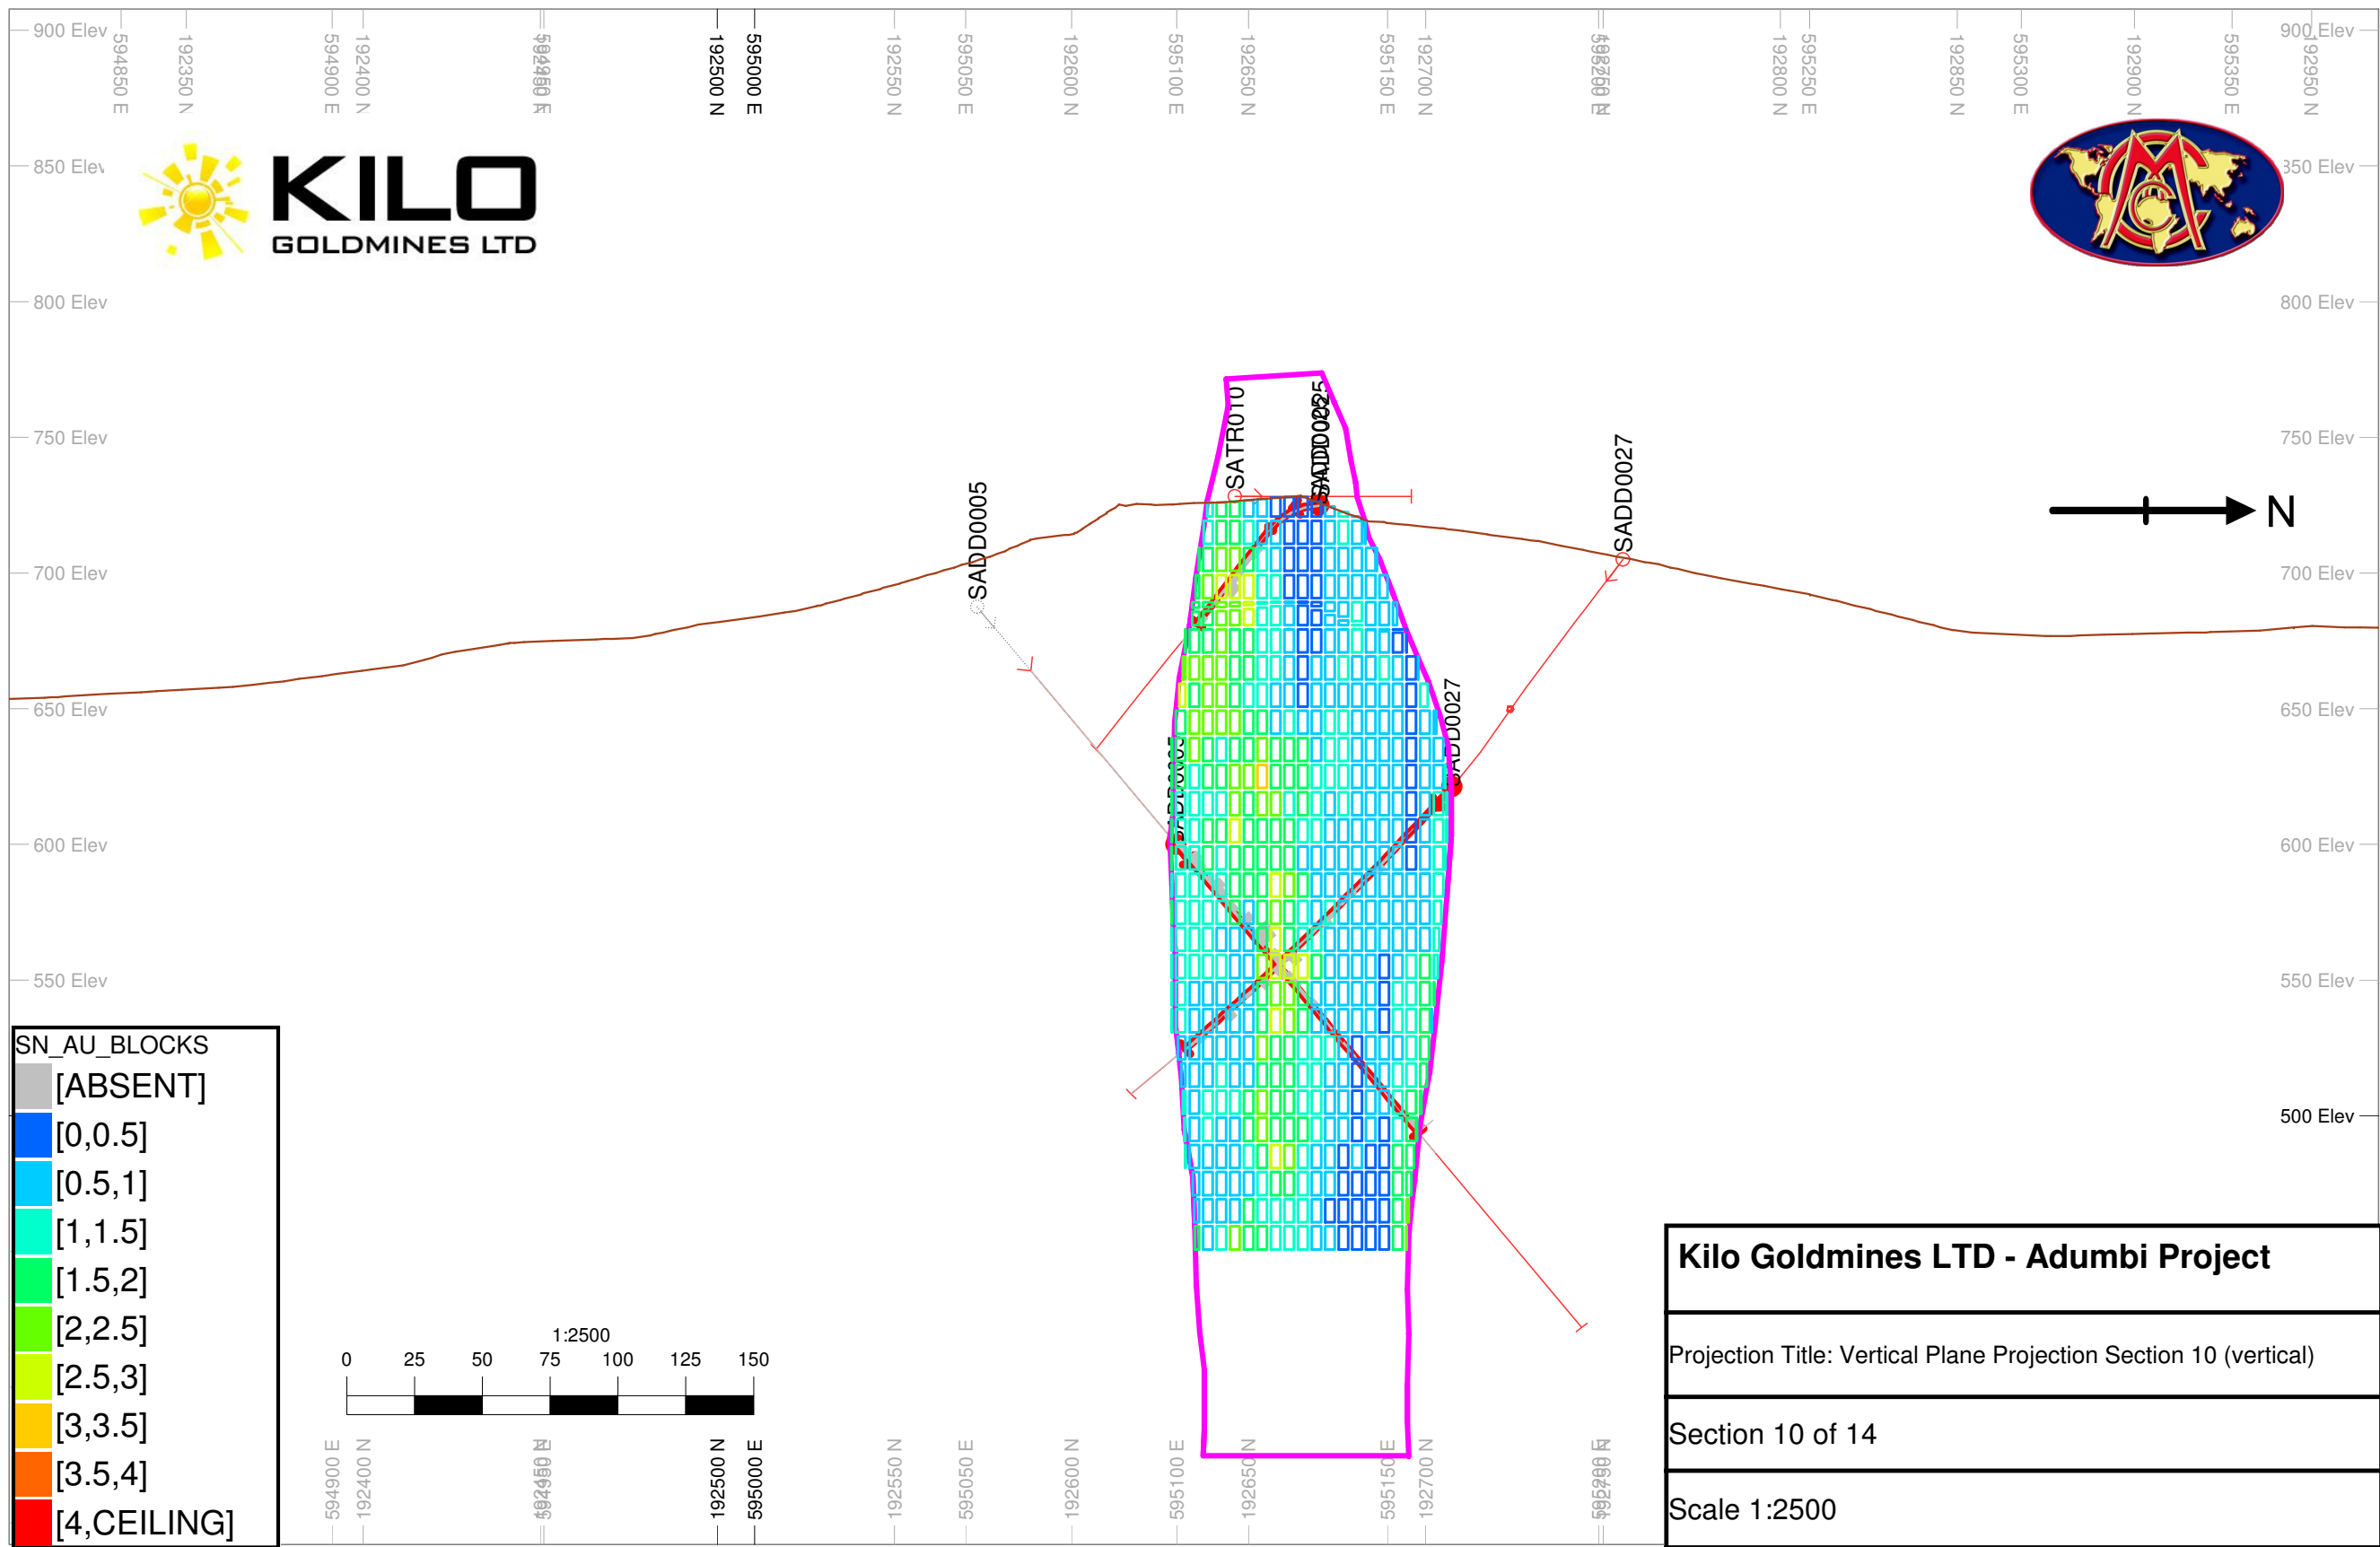 900 Elev
594850 E
192350 N
594900 E
192400 N
192500 N
595000 E
192550 N
595050 E
192600 N
595100 E
192650 N
595150 E
192700 N
192800 N
595250 E
192850 N
595300 E
192900 N
595350 E
192950 N
900 Elev
850 Elev
350 Elev
KILO
GOLDMINES LTD
800 Elev
800 Elev
750 Elev
750 Elev
SATR010
SADD0027
SADD0005
N
700 Elev
700 Elev
650 Elev
650 Elev
SADD0027
600 Elev
600 Elev
550 Elev
550 Elev
500 Elev
SN_AU_BLOCKS
[ABSENT]
[0,0.5]
[0.5,1]
[1,1.5]
[1.5,2]
[2,2.5]
[2.5,3]
[3,3.5]
[3.5,4]
[4,CEILING]
1:2500
0 25 50 75 100 125 150
Kilo Goldmines LTD - Adumbi Project
Projection Title: Vertical Plane Projection Section 10 (vertical)
Section 10 of 14
Scale 1:2500
594900 E
192400 N
192500 N
595000 E
192550 N
595050 E
192600 N
595100 E
192650 N
595150 E
192700 N